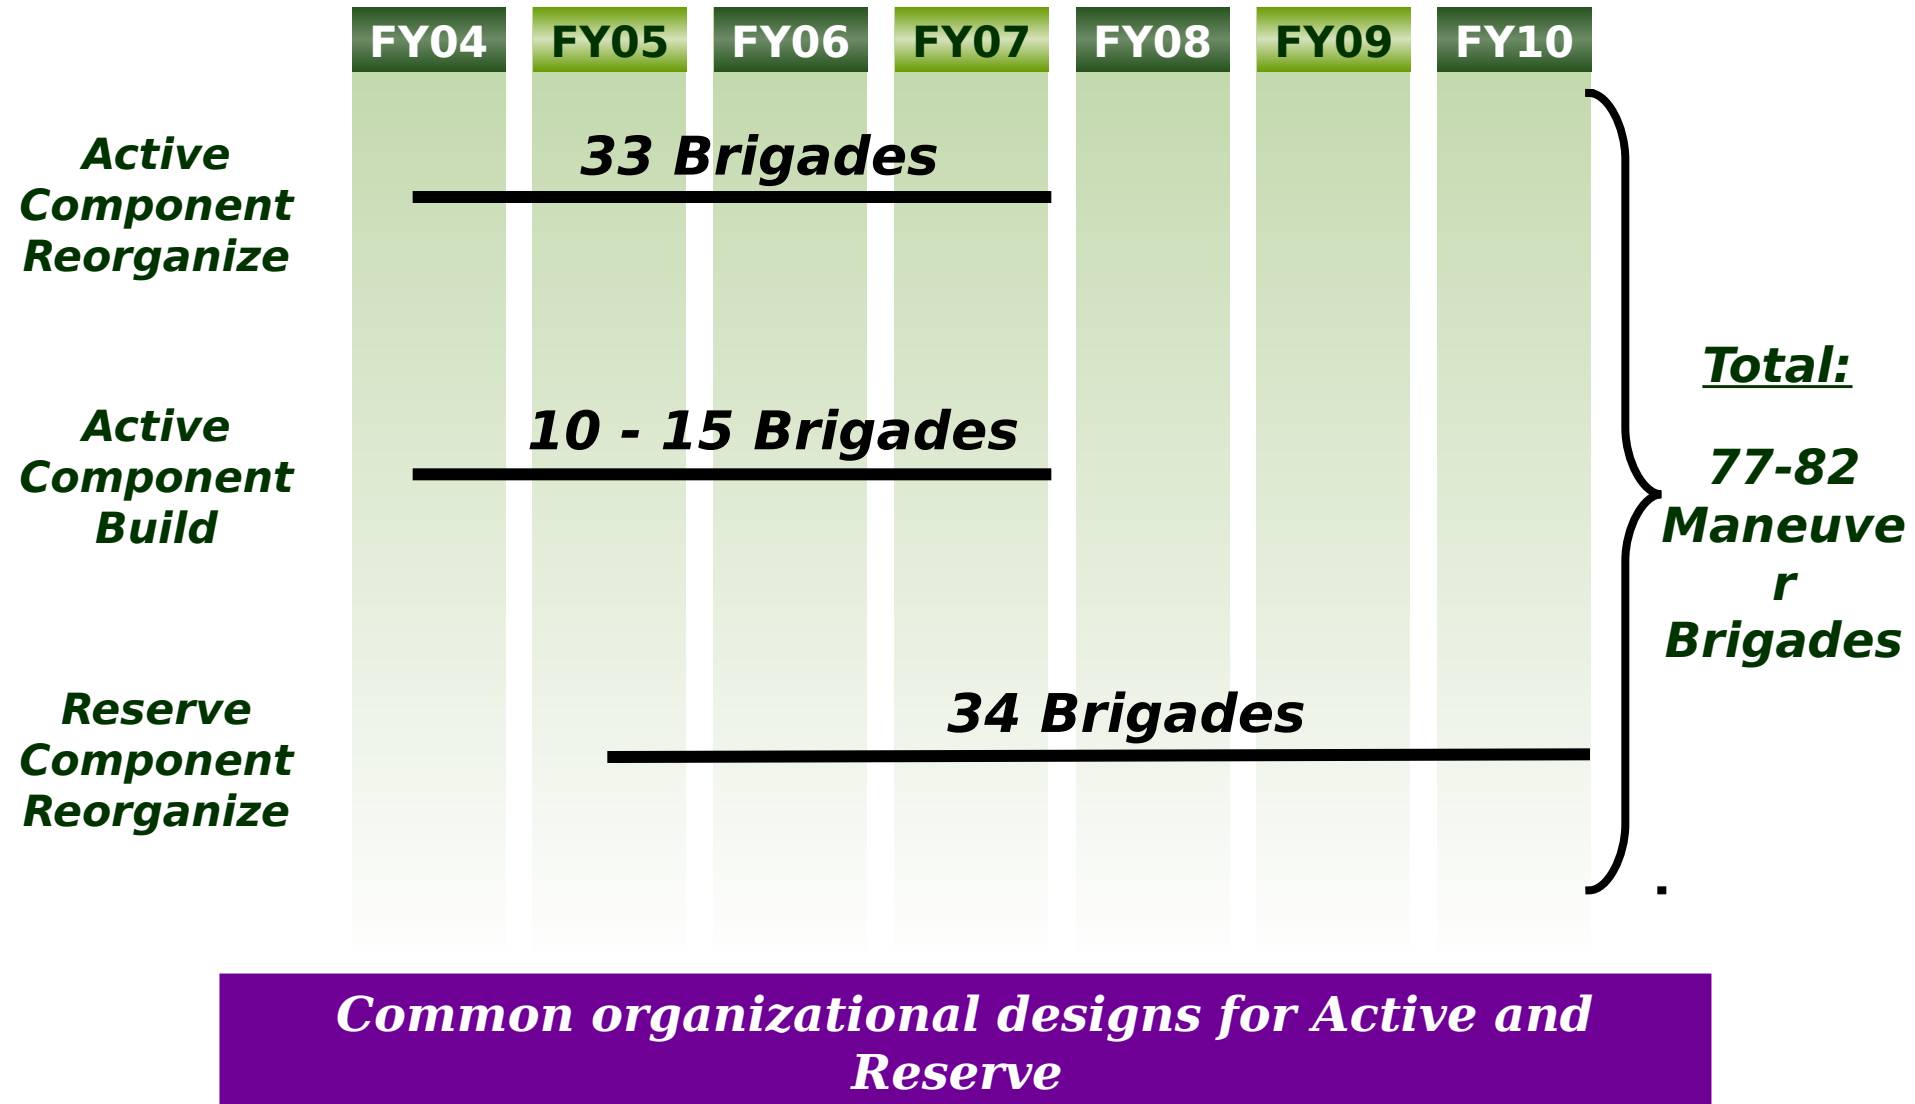 FY04 FY05 FY06 FY07 FY08 FY09 FY10
Active
Component
Reorganize
33 Brigades
Active
Component
Build
10 - 15 Brigades
Reserve
Component
Reorganize
34 Brigades
Total:
77-82
Maneuve
r
Brigades
.
Common organizational designs for Active and
Reserve